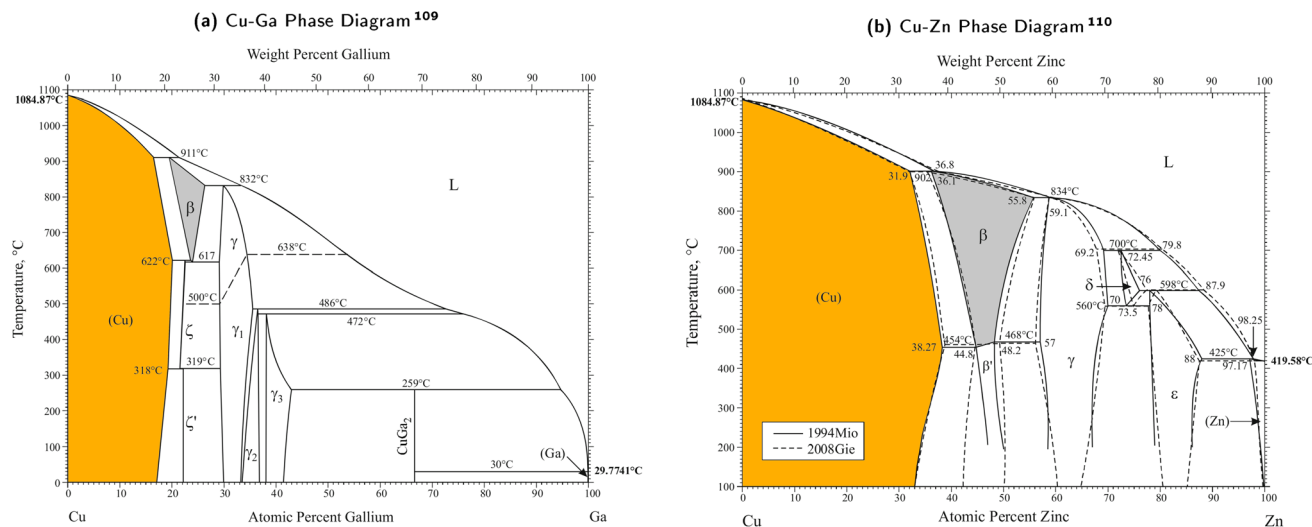 (a) Cu-Ga Phase Diagram 109
Weight Percent Gallium
0 10 20 30 40 50 60 70 80 90 100
1084.87°C
1100
1000
900
800
700
600
500
400
300
200
100
0
Temperature, °C
911°C
832°C
L
β
γ
638°C
622°C
617
500°C
(Cu)
ζ
γ1
486°C
472°C
318°C
319°C
γ3
259°C
ζ'
CuGa2
γ2
(Ga)
30°C
29.7741°C
0 10 20 30 40 50 60 70 80 90 100
Cu
Atomic Percent Gallium
Ga
(b) Cu-Zn Phase Diagram 110
Weight Percent Zinc
0 10 20 30 40 50 60 70 80 90 100
1084.87°C
1100
1000
900
800
700
600
500
400
300
200
100
Temperature, °C
L
36.8
31.9
902
36.1
834°C
55.8
59.1
β
700°C
69.2
79.8
72.45
76
δ
598°C
87.9
(Cu)
560°C
70
73.5
78
98.25
454°C
468°C
38.27
44.8
48.2
57
88
425°C
97.17
419.58°C
β'
γ
ε
(Zn)
1994Mio
2008Gie
0 10 20 30 40 50 60 70 80 90 100
Cu
Atomic Percent Zinc
Zn